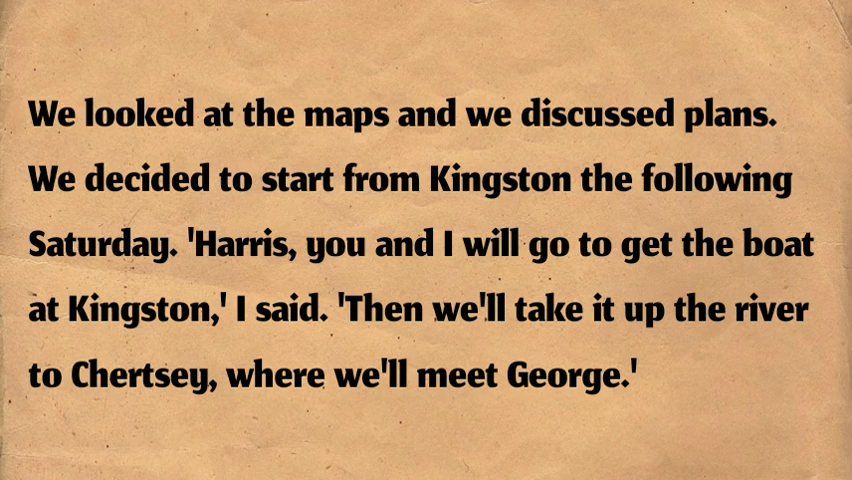 We looked at the maps and we discussed plans.
We decided to start from Kingston the following
Saturday. 'Harris, you and I will go to get the boat
at Kingston,' I said. 'Then we'll take it up the river
to Chertsey, where we'll meet George.'